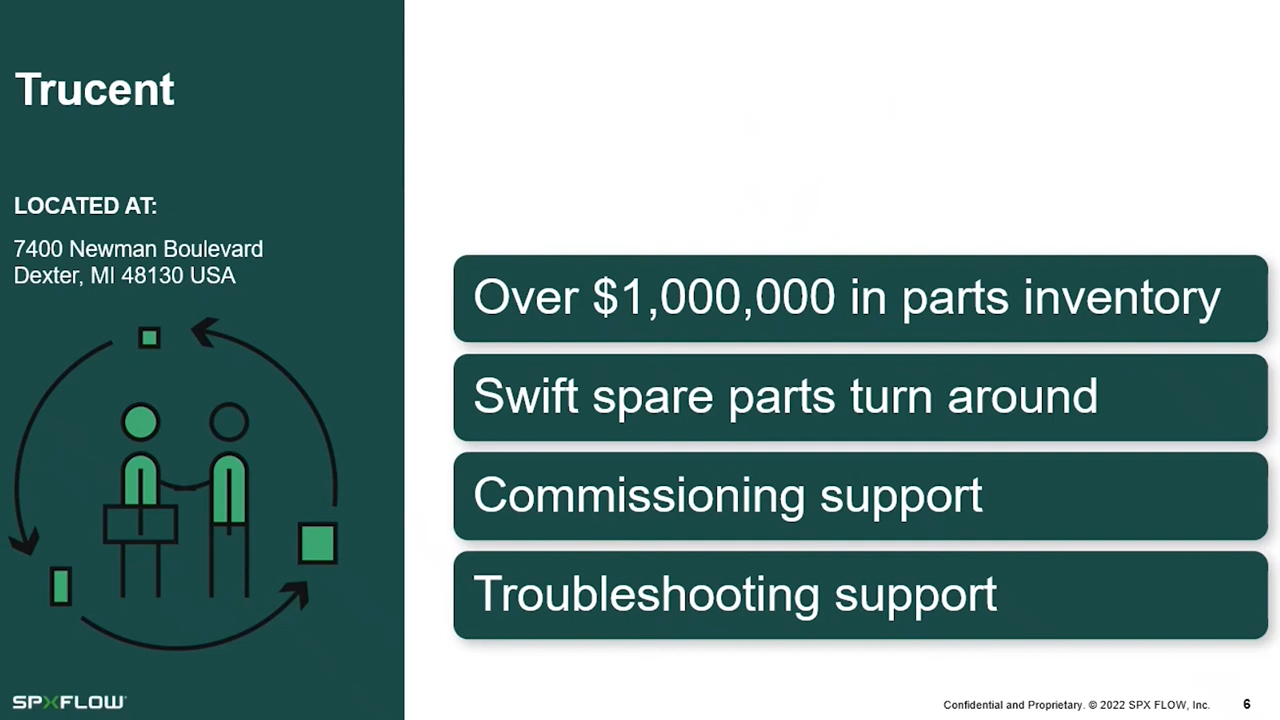 Trucent
LOCATED AT:
7400 Newman Boulevard
Dexter, MI 48130 USA
Over $1,000,000 in parts inventory
Swift spare parts turn around
Commissioning support
Troubleshooting support
SPXFLOW
Confidential and Proprietary. © 2022 SPX FLOW, Inc. 6